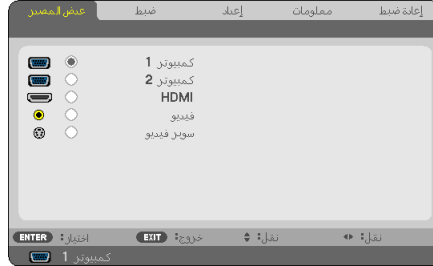 عرض المصدر ضبط إعداد معلومات إعادة ضبط
كمبيوتر 1
كمبيوتر 2
HDMI
فيديو
سوبر فيديو
ENTER اختيار: EXIT خروج: نقل: نقل:
كمبيوتر 1